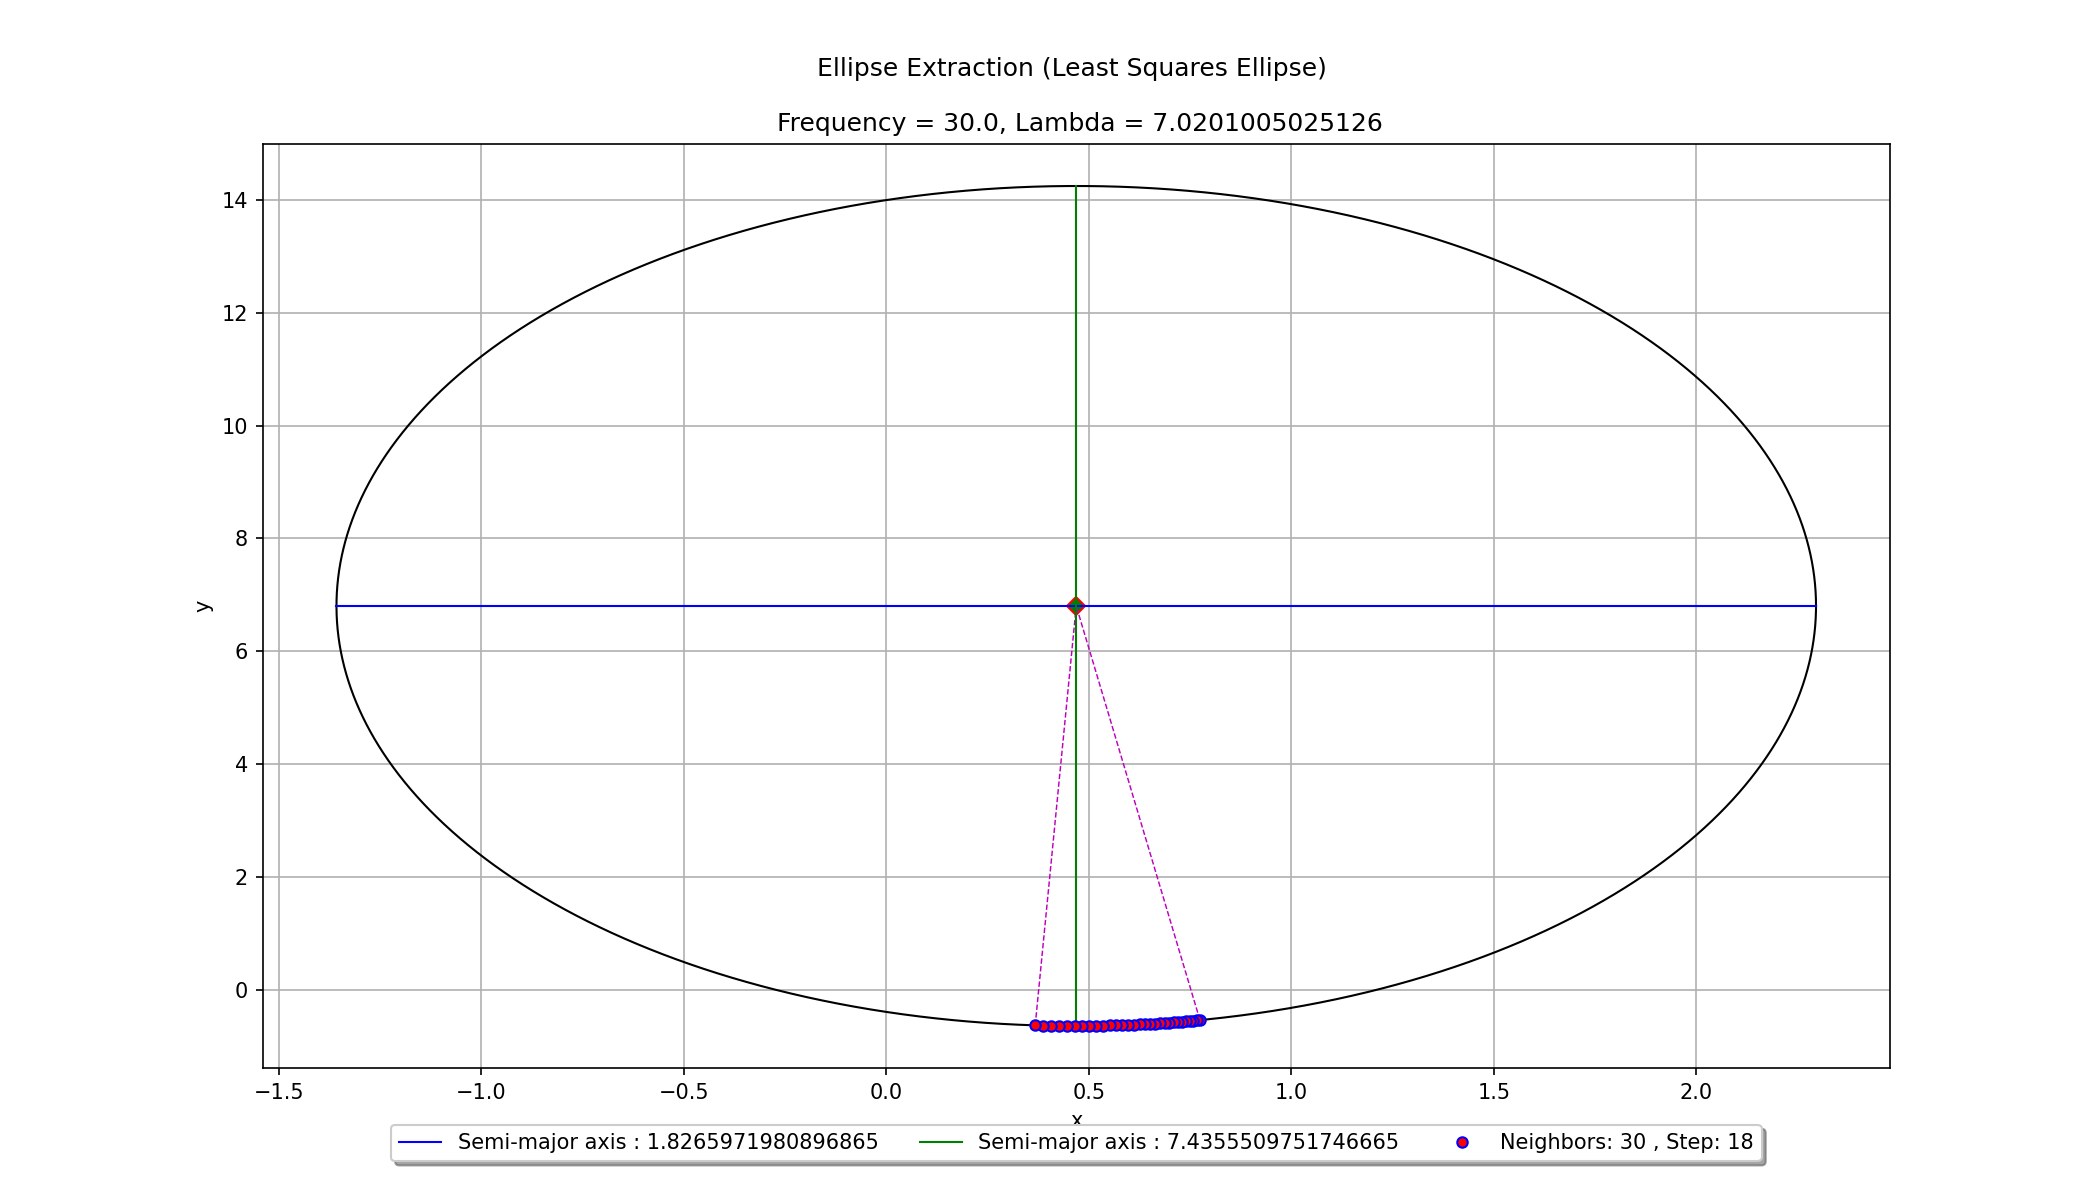 Ellipse Extraction (Least Squares Ellipse)
Frequency = 30.0, Lambda = 7.0201005025126
14
12
10
8
6
4
2
0
y
−1.5 −1.0 −0.5 0.0 0.5 1.0 1.5 2.0
x
Semi-major axis : 1.8265971980896865 Semi-major axis : 7.4355509751746665 Neighbors: 30 , Step: 18